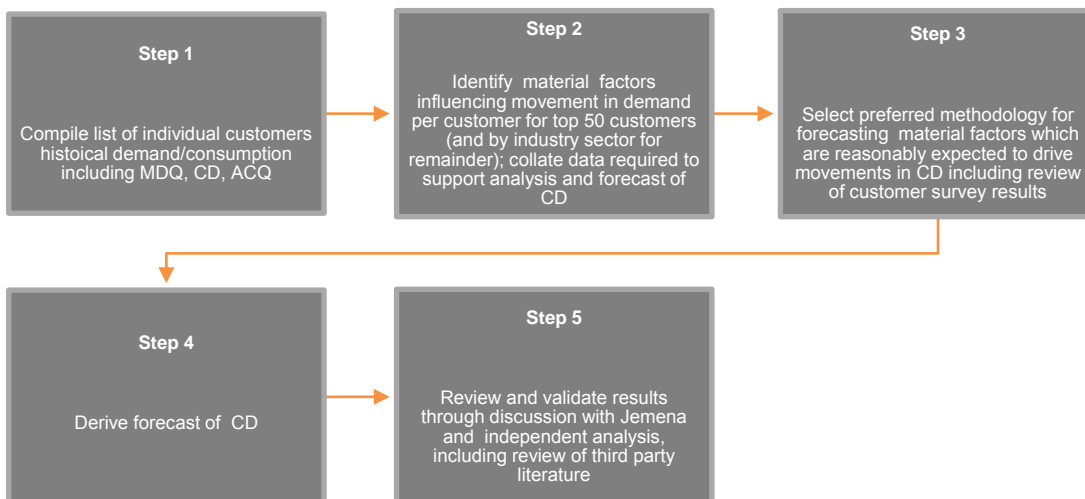 Step 1
Compile list of individual customers
histoical demand/consumption
including MDQ, CD, ACQ
Step 2
Identify material factors
influencing movement in demand
per customer for top 50 customers
(and by industry sector for
remainder); collate data required to
support analysis and forecast of
CD
Step 3
Select preferred methodology for
forecasting material factors which
are reasonably expected to drive
movements in CD including review
of customer survey results
Step 4
Derive forecast of CD
Step 5
Review and validate results
through discussion with Jemena
and independent analysis,
including review of third party
literature